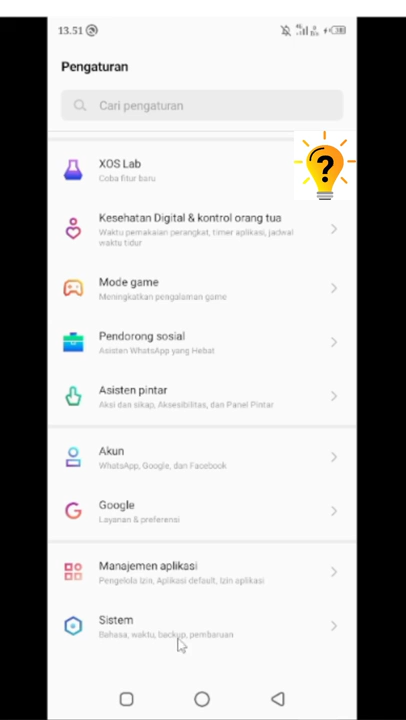 13.51
Pengaturan
Cari pengaturan
XOS Lab
Coba fitur baru
?
Kesehatan Digital & kontrol orang tua
Waktu pemakaian perangkat, timer aplikasi, jadwal
waktu tidur
Mode game
Meningkatkan pengalaman game
Pendorong sosial
Asisten WhatsApp yang Hebat
Asisten pintar
Aksi dan sikap, Aksesibilitas, dan Panel Pintar
Akun
WhatsApp, Google, dan Facebook
Google
Layanan & preferensi
Manajemen aplikasi
Pengelola Izin, Aplikasi default, Izin aplikasi
Sistem
Bahasa, waktu, backup, pembaruan